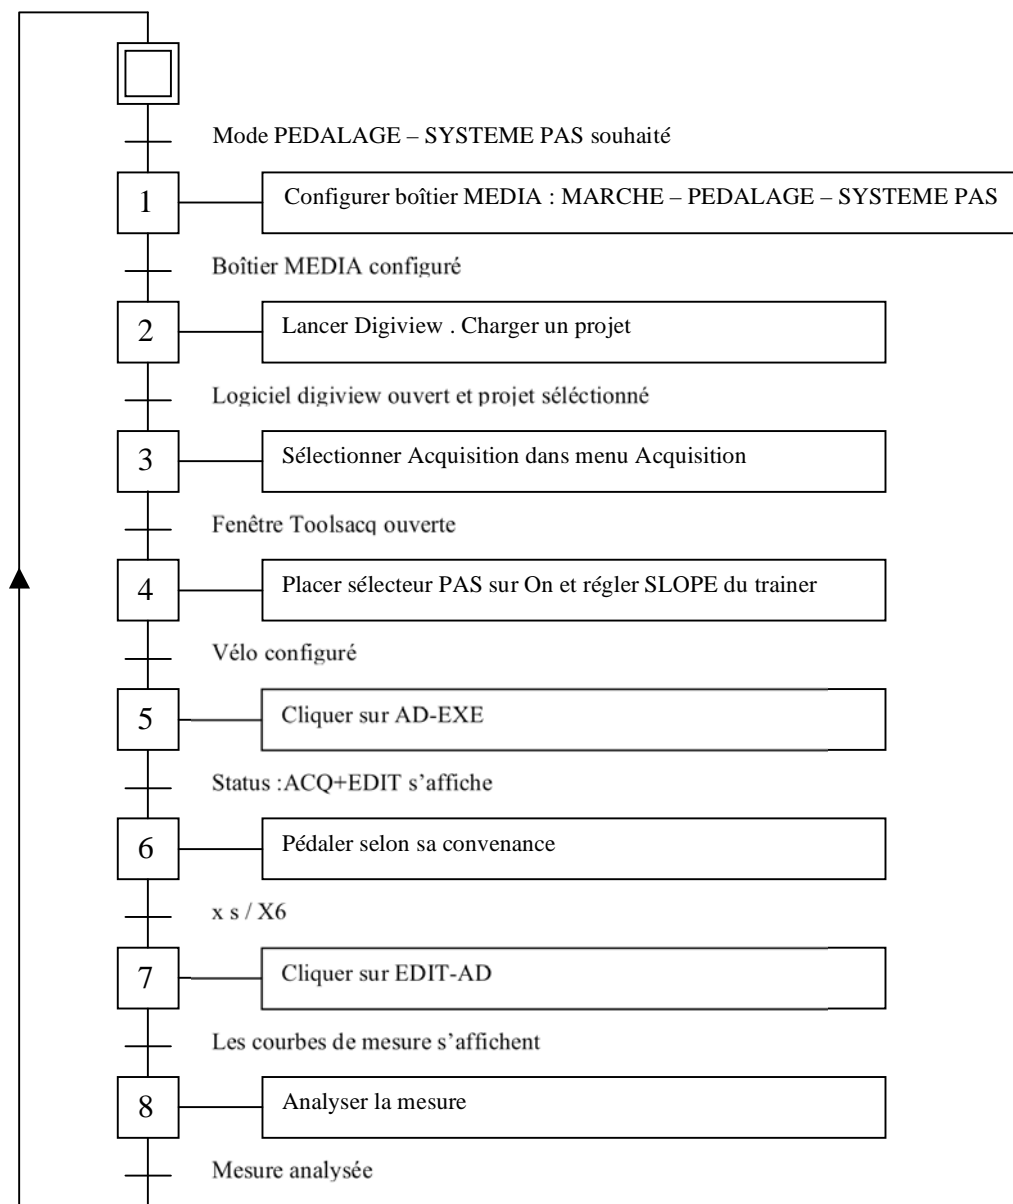 Mode PEDALAGE – SYSTEME PAS souhaité
1
Configurer boîtier MEDIA : MARCHE – PEDALAGE – SYSTEME PAS
Boîtier MEDIA configuré
2
Lancer Digiview . Charger un projet
Logiciel digiview ouvert et projet séléctionné
3
Sélectionner Acquisition dans menu Acquisition
Fenêtre Toolsacq ouverte
4
Placer sélecteur PAS sur On et régler SLOPE du trainer
Vélo configuré
5
Cliquer sur AD-EXE
Status :ACQ+EDIT s’affiche
6
Pédaler selon sa convenance
x s / X6
7
Cliquer sur EDIT-AD
Les courbes de mesure s’affichent
8
Analyser la mesure
Mesure analysée